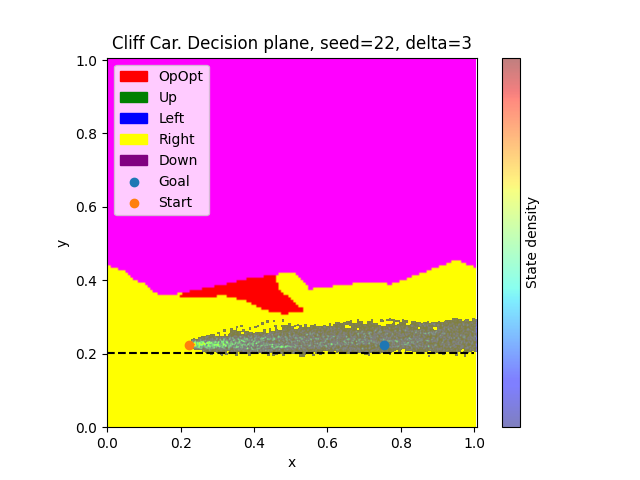 Cliff Car. Decision plane, seed=22, delta=3
1.0
0.8
0.6
0.4
0.2
0.0
y
OpOpt
Up
Left
Right
Down
Goal
Start
State density
0.0 0.2 0.4 0.6 0.8 1.0
x